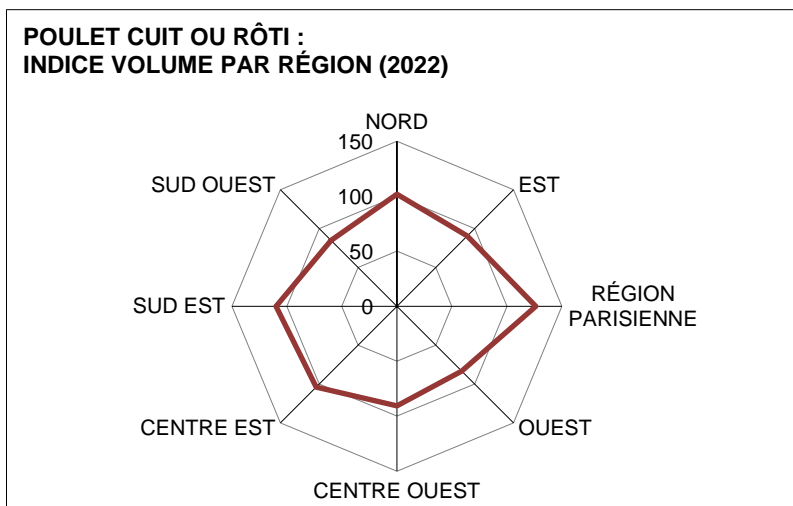 POULET CUIT OU RÔTI :
INDICE VOLUME PAR RÉGION (2022)
NORD
150
SUD OUEST
EST
100
50
SUD EST
0
RÉGION
PARISIENNE
CENTRE EST
OUEST
CENTRE OUEST